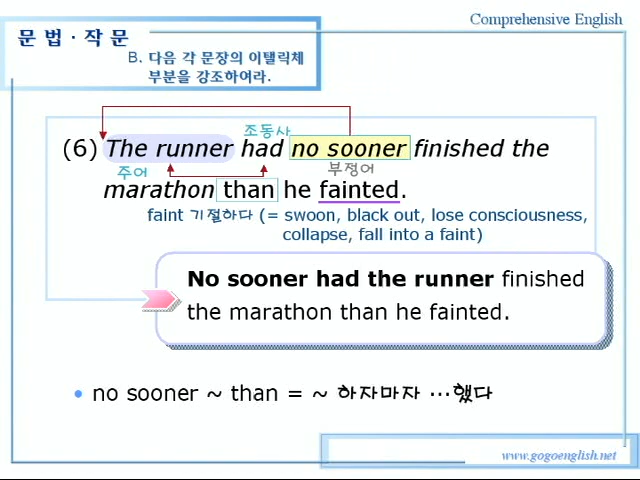 Comprehensive English
문 법 · 작 문
B. 다음 각 문장의 이탤릭체
부분을 강조하여라.
조동사
(6) The runner had no sooner finished the
주어
부정어
marathon than he fainted.
faint 기절하다 (= swoon, black out, lose consciousness,
collapse, fall into a faint)
No sooner had the runner finished
the marathon than he fainted.
• no sooner ~ than = ~ 하자마자 …했다
www.gogoenglish.net